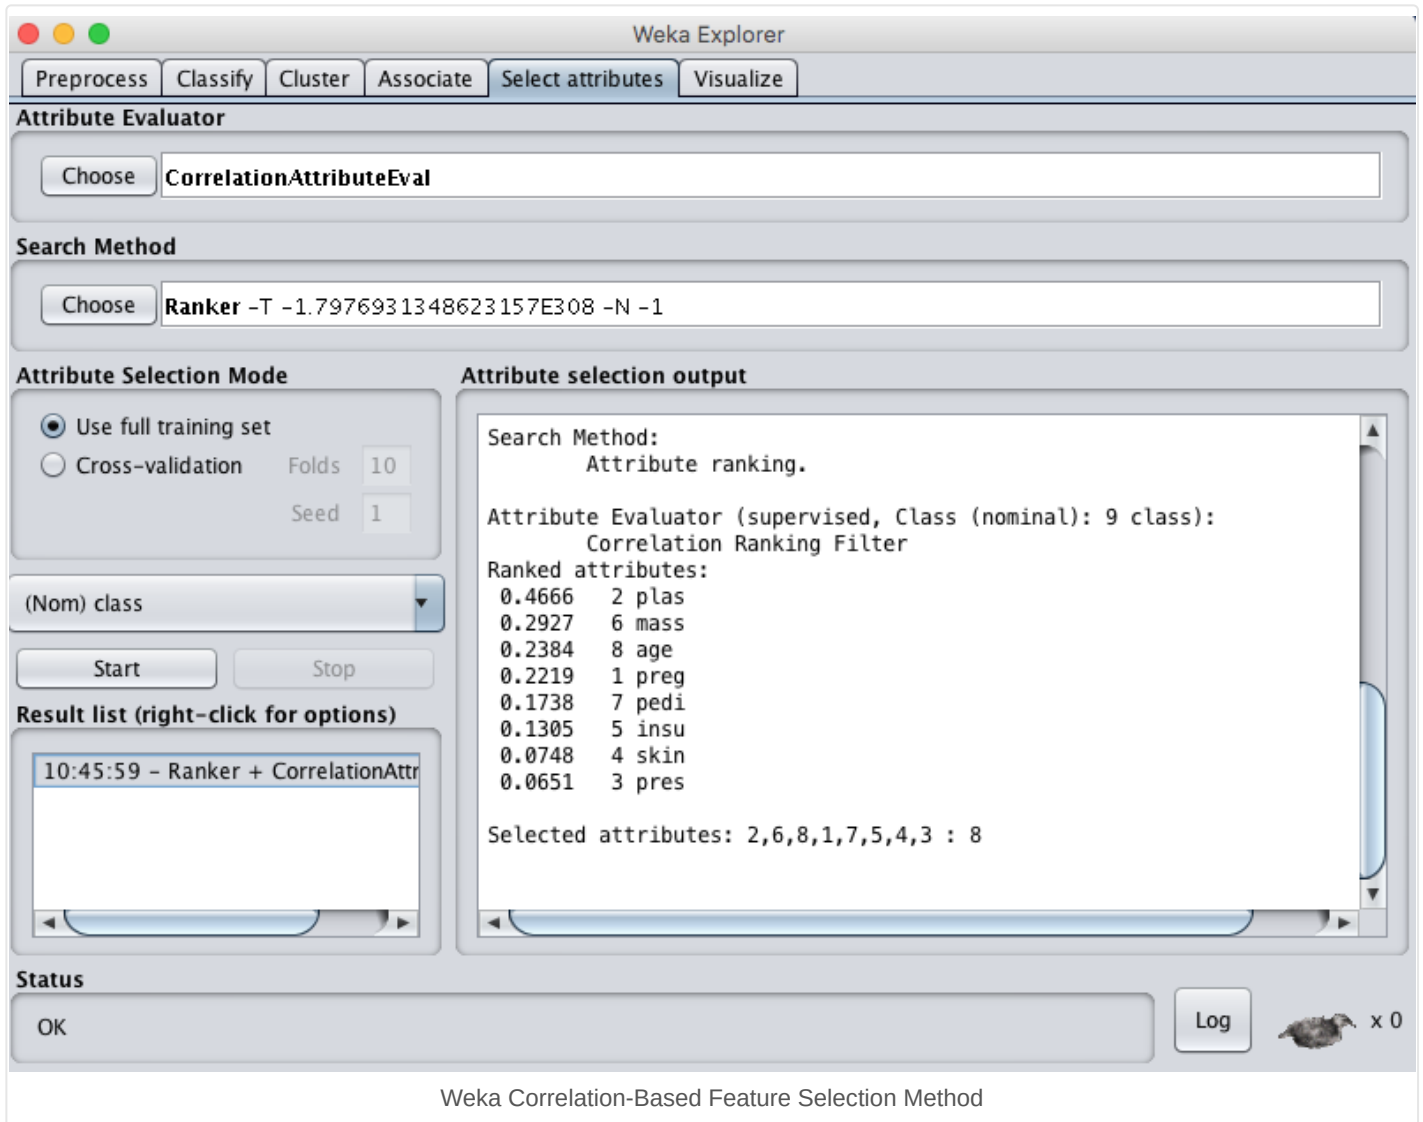 Weka Explorer
Preprocess Classify Cluster Associate Select attributes Visualize
Attribute Evaluator
Choose CorrelationAttributeEval
Search Method
Choose Ranker -T -1.7976931348623157E308 -N -1
Attribute Selection Mode
Use full training set
Cross-validation Folds 10
Seed 1
(Nom) class
Start Stop
Result list (right-click for options)
10:45:59 - Ranker + CorrelationAttr
Attribute selection output
Search Method:
Attribute ranking.
Attribute Evaluator (supervised, Class (nominal): 9 class):
Correlation Ranking Filter
Ranked attributes:
0.4666 2 plas
0.2927 6 mass
0.2384 8 age
0.2219 1 preg
0.1738 7 pedi
0.1305 5 insu
0.0748 4 skin
0.0651 3 pres
Selected attributes: 2,6,8,1,7,5,4,3 : 8
Status
OK
Log x 0
Weka Correlation-Based Feature Selection Method